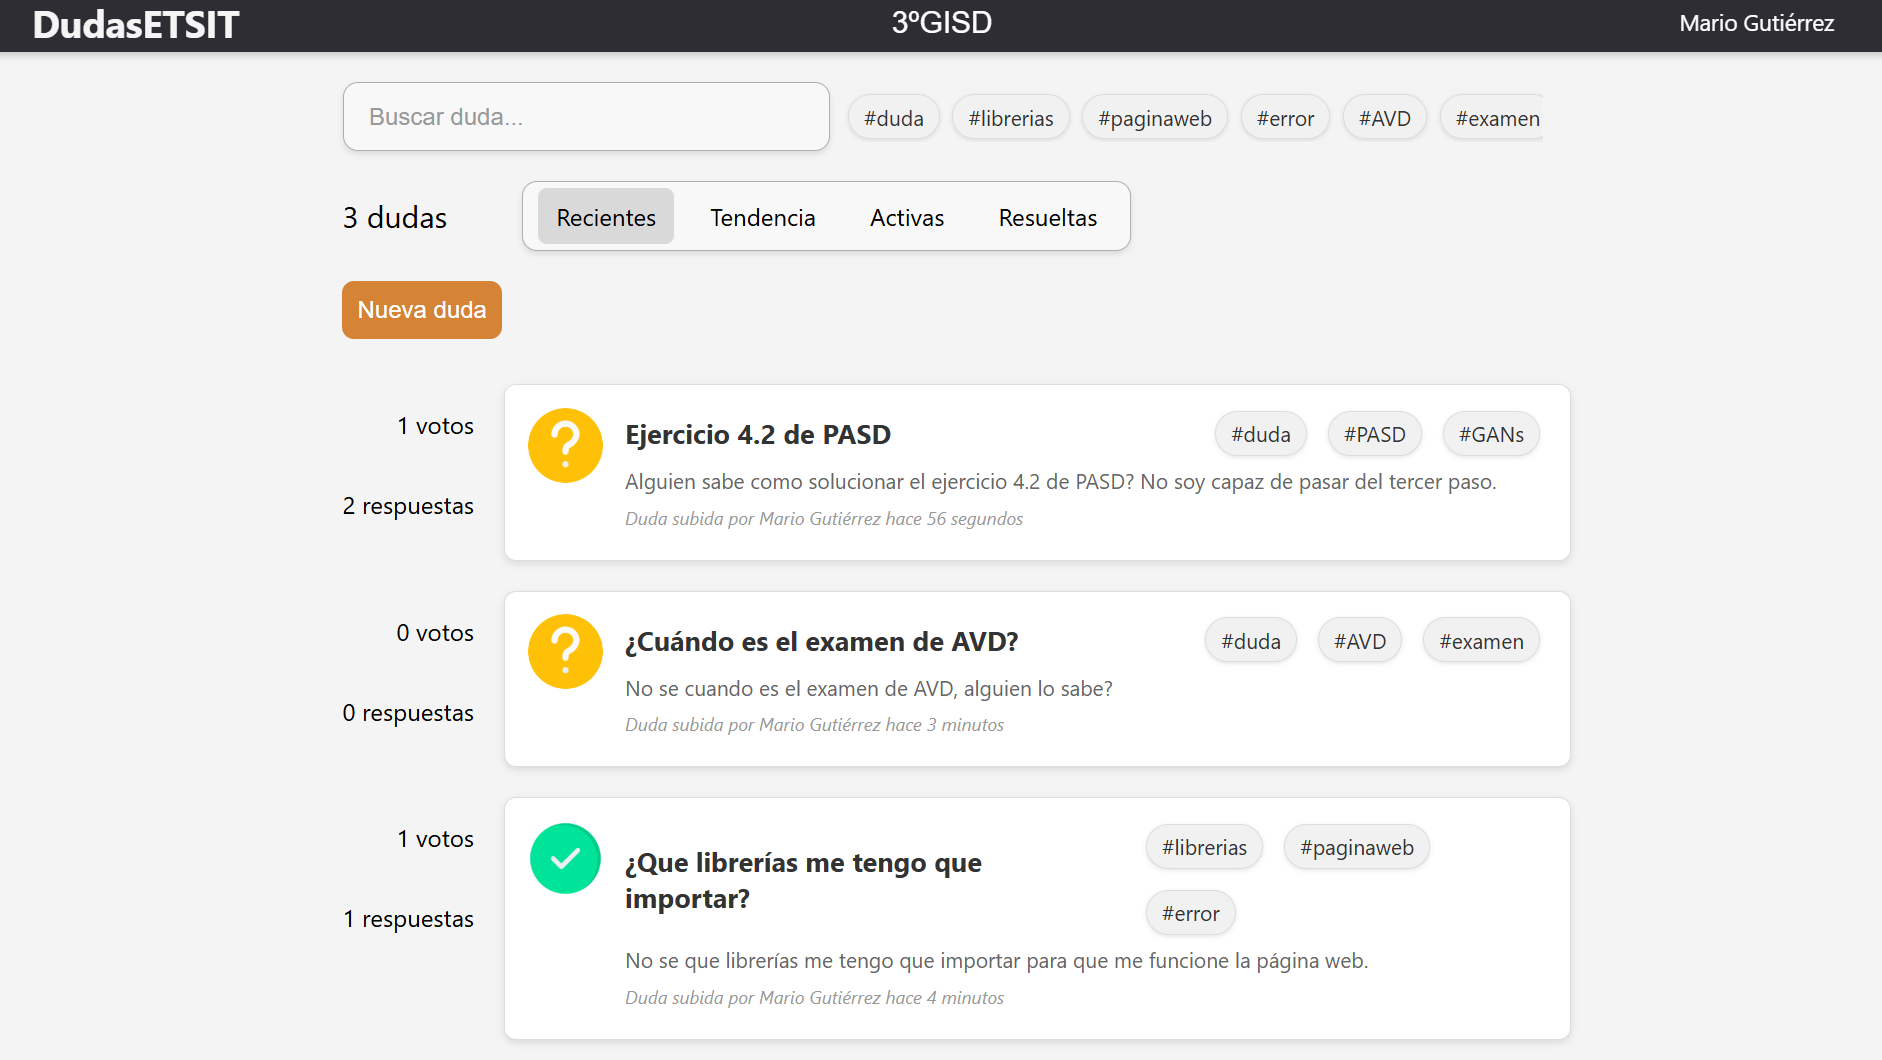 DudasETSIT
3ºGISD
Mario Gutiérrez
Buscar duda...
#duda
#librerias
#paginaweb
#error
#AVD
#examen
3 dudas
Recientes
Tendencia
Activas
Resueltas
Nueva duda
1 votos
2 respuestas
Ejercicio 4.2 de PASD
#duda
#PASD
#GANs
Alguien sabe como solucionar el ejercicio 4.2 de PASD? No soy capaz de pasar del tercer paso.
Duda subida por Mario Gutiérrez hace 56 segundos
0 votos
0 respuestas
¿Cuándo es el examen de AVD?
#duda
#AVD
#examen
No se cuando es el examen de AVD, alguien lo sabe?
Duda subida por Mario Gutiérrez hace 3 minutos
1 votos
1 respuestas
¿Que librerías me tengo que
importar?
#librerias
#paginaweb
#error
No se que librerías me tengo que importar para que me funcione la página web.
Duda subida por Mario Gutiérrez hace 4 minutos